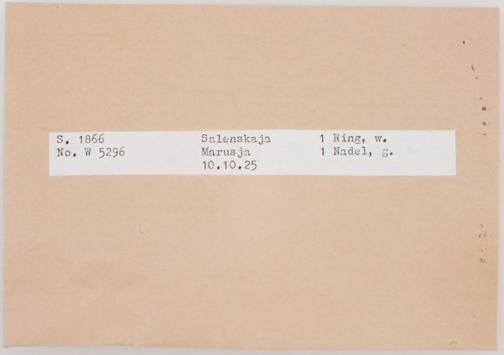 S. 1866 Salenskaja 1 Ring, w.
No. W 5296 Marusja 1 Nadel, g.
10.10.25